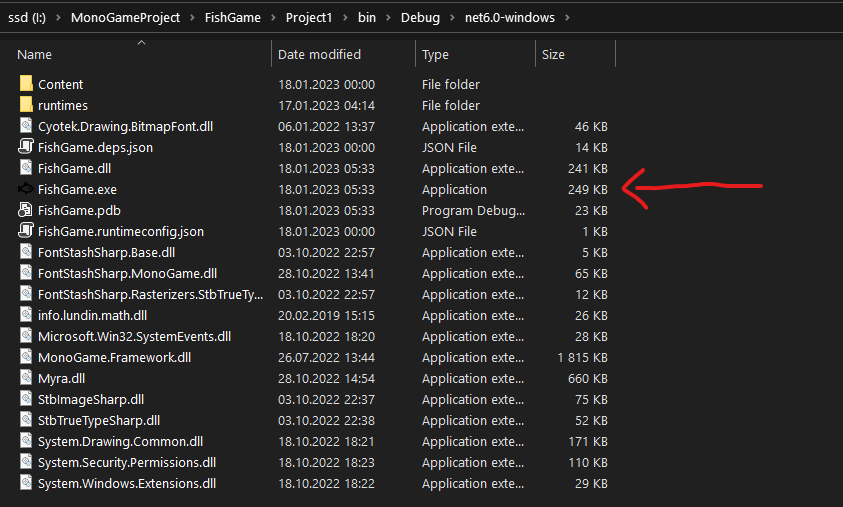 ssd (I:) > MonoGameProject > FishGame > Project1 > bin > Debug > net6.0-windows >
Name Date modified Type Size
Content 18.01.2023 00:00 File folder
runtimes 17.01.2023 04:14 File folder
Cyotek.Drawing.BitmapFont.dll 06.01.2022 13:37 Application exte... 46 KB
FishGame.deps.json 18.01.2023 00:00 JSON File 14 KB
FishGame.dll 18.01.2023 05:33 Application exte... 241 KB
FishGame.exe 18.01.2023 05:33 Application 249 KB
FishGame.pdb 18.01.2023 05:33 Program Debug... 23 KB
FishGame.runtimeconfig.json 18.01.2023 00:00 JSON File 1 KB
FontStashSharp.Base.dll 03.10.2022 22:57 Application exte... 5 KB
FontStashSharp.MonoGame.dll 28.10.2022 13:41 Application exte... 65 KB
FontStashSharp.Rasterizers.StbTrueTy... 03.10.2022 22:57 Application exte... 12 KB
info.lundin.math.dll 20.02.2019 15:15 Application exte... 26 KB
Microsoft.Win32.SystemEvents.dll 18.10.2022 18:20 Application exte... 28 KB
MonoGame.Framework.dll 26.07.2022 13:44 Application exte... 1 815 KB
Myra.dll 28.10.2022 14:54 Application exte... 660 KB
StbImageSharp.dll 03.10.2022 22:37 Application exte... 75 KB
StbTrueTypeSharp.dll 03.10.2022 22:38 Application exte... 52 KB
System.Drawing.Common.dll 18.10.2022 18:21 Application exte... 171 KB
System.Security.Permissions.dll 18.10.2022 18:23 Application exte... 110 KB
System.Windows.Extensions.dll 18.10.2022 18:22 Application exte... 29 KB